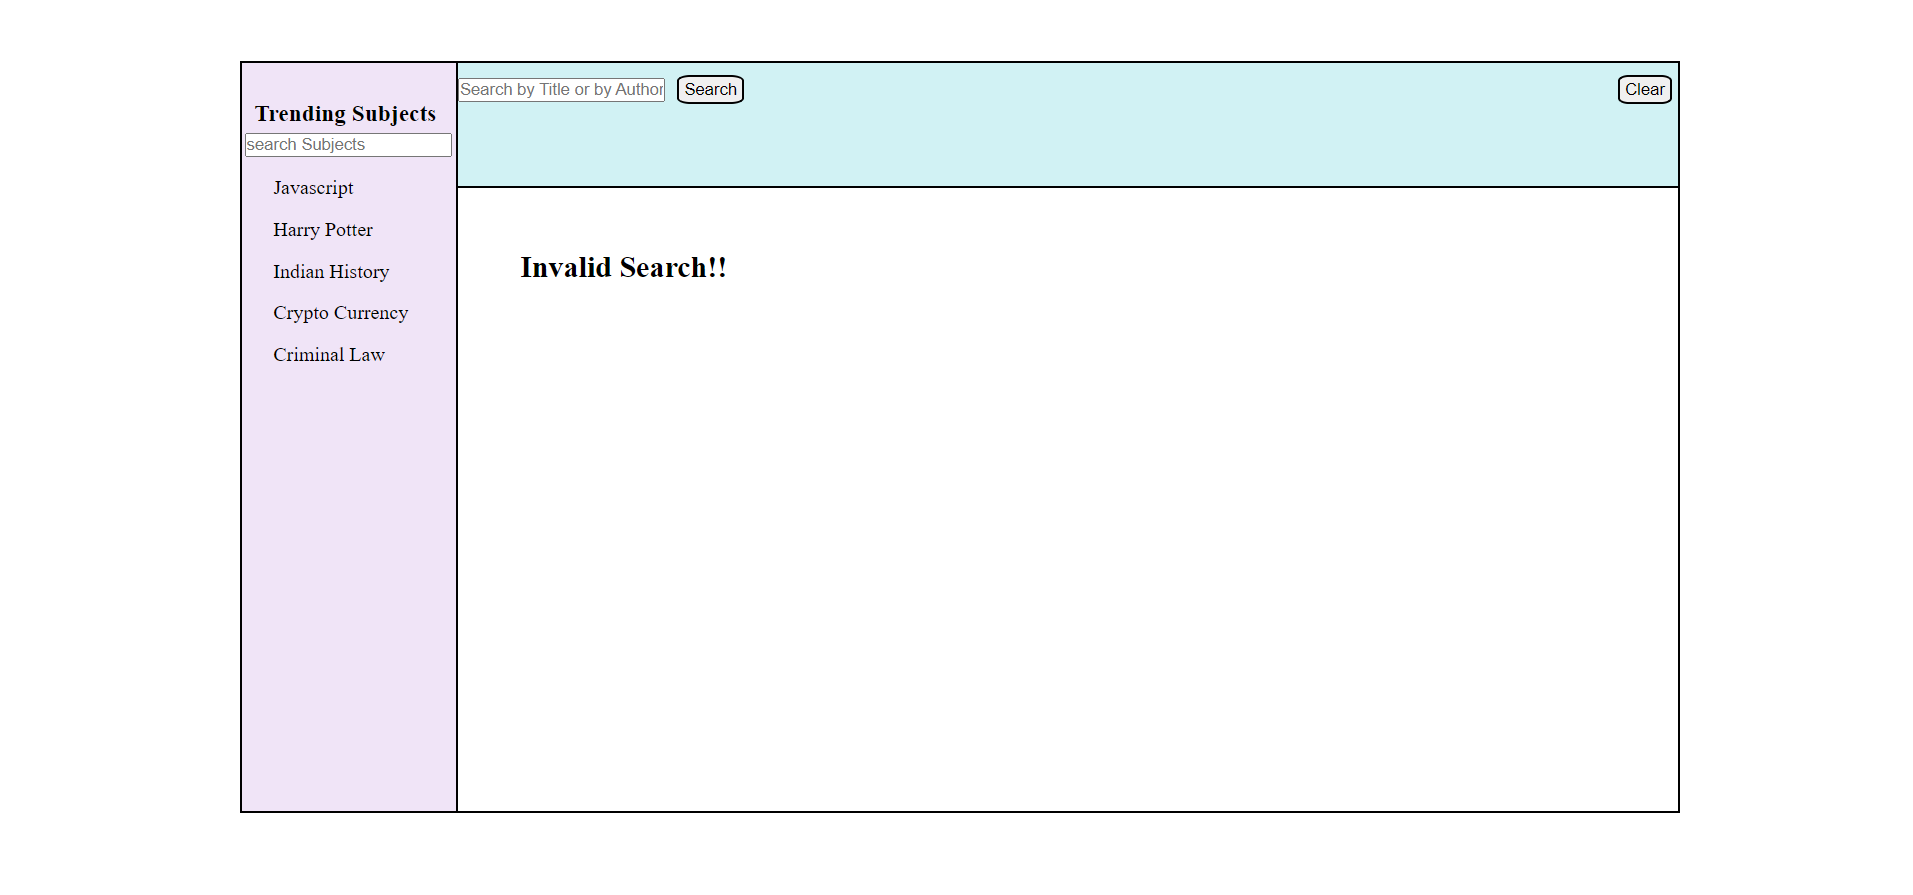 Trending Subjects
search Subjects
Javascript
Harry Potter
Indian History
Crypto Currency
Criminal Law
Search by Title or by Author
Search
Clear
Invalid Search!!